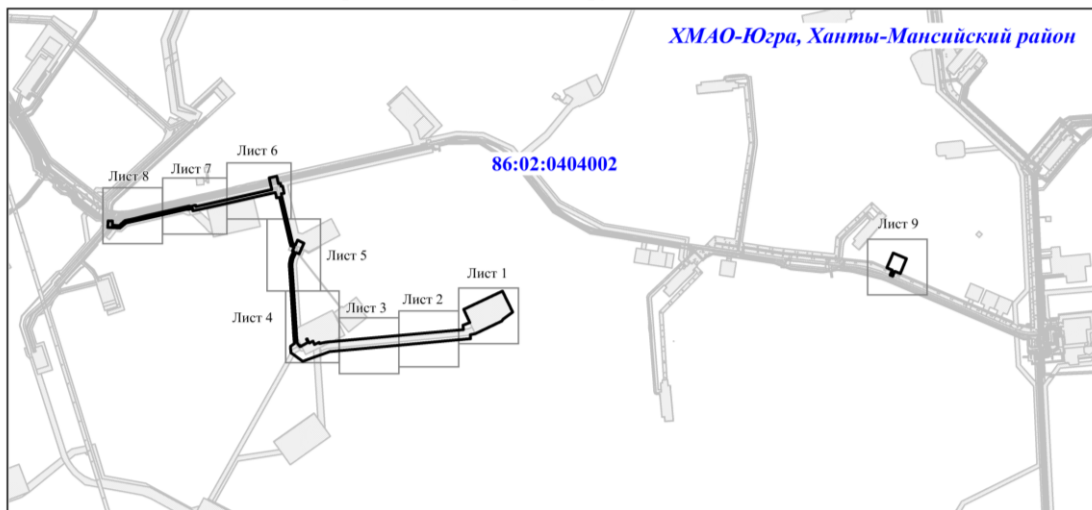 ХМАО-Югра, Ханты-Мансийский район
Лист 6
86:02:0404002
Лист 7
Лист 8
Лист 9
Лист 5
Лист 1
Лист 2
Лист 3
Лист 4